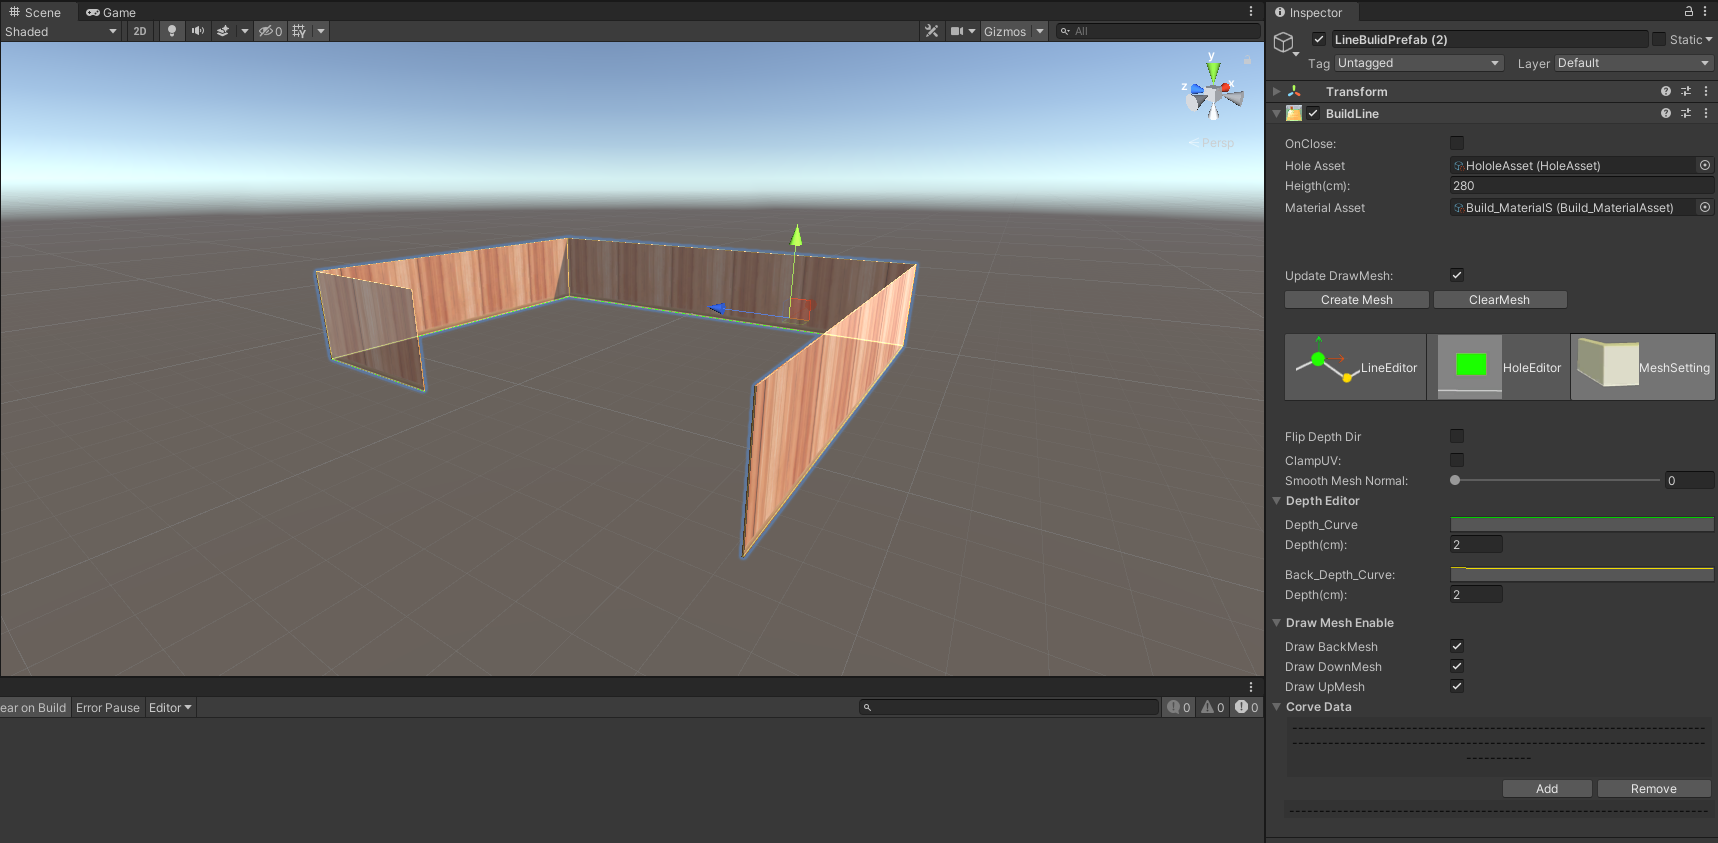 Scene Game
Shaded 2D 0 Gizmos All
y
z x
Persp
ear on Build Error Pause Editor 0 0 0
Inspector
LineBulidPrefab (2) Static
Tag Untagged Layer Default
Transform
BuildLine
OnClose:
Hole Asset HololeAsset (HoleAsset)
Heigth(cm): 280
Material Asset Build_MaterialS (Build_MaterialAsset)
Update DrawMesh:
Create Mesh ClearMesh
LineEditor HoleEditor MeshSetting
Flip Depth Dir
ClampUV:
Smooth Mesh Normal: 0
Depth Editor
Depth_Curve
Depth(cm): 2
Back_Depth_Curve:
Depth(cm): 2
Draw Mesh Enable
Draw BackMesh
Draw DownMesh
Draw UpMesh
Corve Data
Add Remove